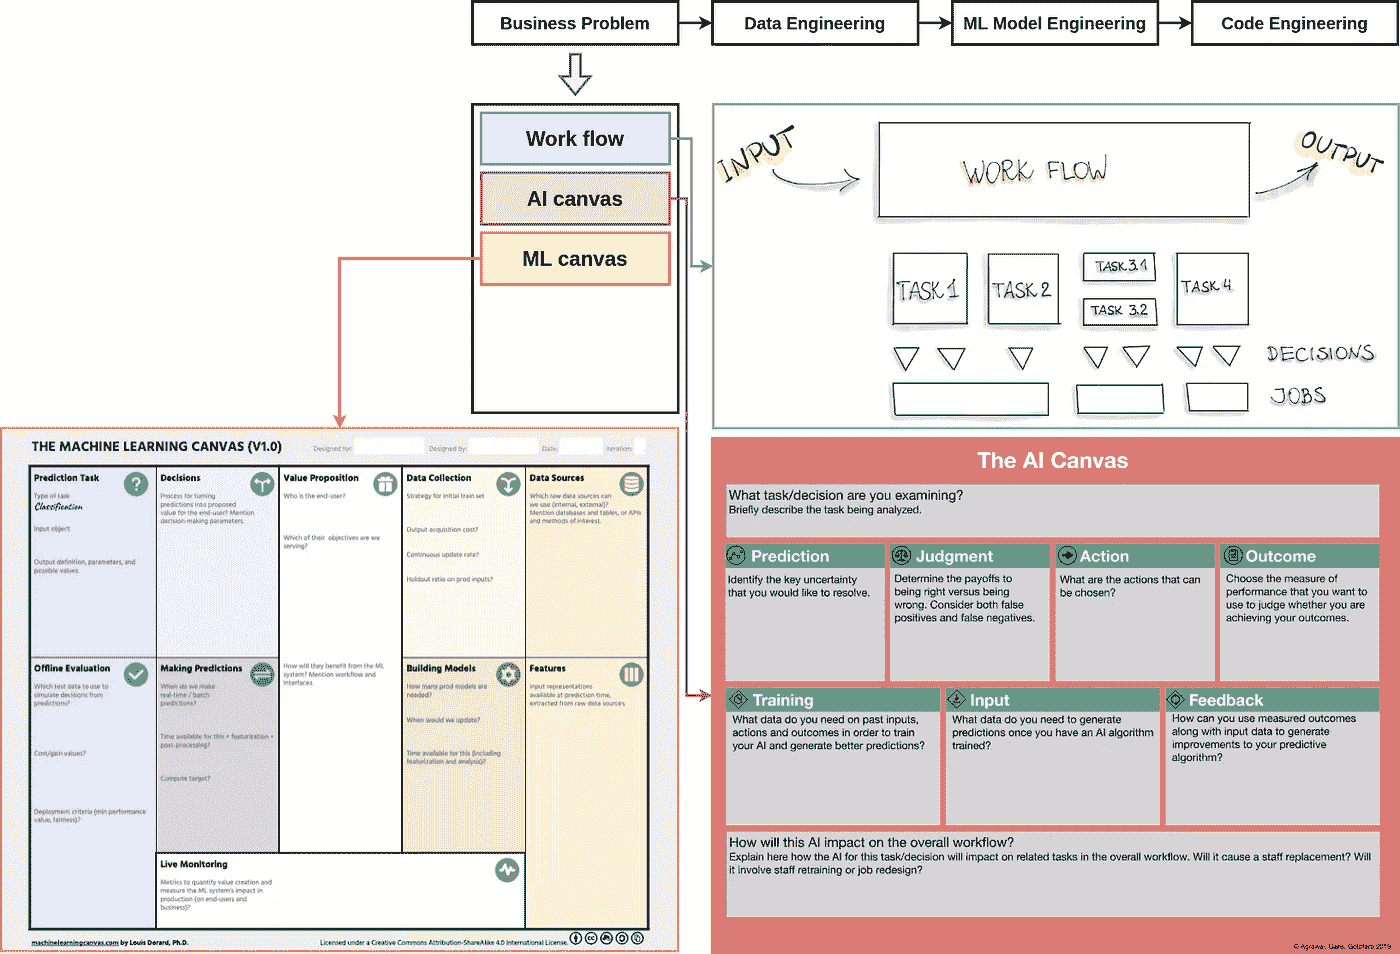 Business Problem
Data Engineering
ML Model Engineering
Code Engineering
Work flow
AI canvas
ML canvas
INPUT
WORK FLOW
OUTPUT
TASK 1
TASK 2
TASK 3.1
TASK 3.2
TASK 4
DECISIONS
JOBS
THE MACHINE LEARNING CANVAS (V1.0)
Designed for:
Designed by:
Date:
Iteration:
Prediction Task
Type of task
Classification
Input object
Output definition, parameters, and
possible values.
Decisions
Process for turning
predictions into proposed
value for the end-user? Mention
decision-making parameters.
Value Proposition
Who is the end-user?
Which of their objectives are we
serving?
How will they benefit from the ML
system? Mention workflow and
interfaces.
Data Collection
Strategy for initial train set
Output acquisition cost?
Continuous update rate?
Holdout ratio on prod inputs?
Data Sources
Which raw data sources can
we use (internal, external)?
Mention databases and tables, or APIs
and methods of interest.
Offline Evaluation
Which test data to use to
simulate decisions from
predictions?
Cost/gain values?
Deployment criteria (min performance
value, fairness)?
Making Predictions
When do we make
real-time / batch
predictions?
Time available for this + featurization +
post-processing?
Compute target?
Building Models
How many prod models are
needed?
When would we update?
Time available for this (including
featurization and analysis)?
Features
Input representations
available at prediction time,
extracted from raw data sources.
Live Monitoring
Metrics to quantify value creation and
measure the ML system's impact in
production (on end-users and
business)?
machinelearningcanvas.com by Louis Dorard, Ph.D.
Licensed under a Creative Commons Attribution-ShareAlike 4.0 International License.
The AI Canvas
What task/decision are you examining?
Briefly describe the task being analyzed.
Prediction
Identify the key uncertainty
that you would like to resolve.
Judgment
Determine the payoffs to
being right versus being
wrong. Consider both false
positives and false negatives.
Action
What are the actions that can
be chosen?
Outcome
Choose the measure of
performance that you want to
use to judge whether you are
achieving your outcomes.
Training
What data do you need on past inputs,
actions and outcomes in order to train
your AI and generate better predictions?
Input
What data do you need to generate
predictions once you have an AI algorithm
trained?
Feedback
How can you use measured outcomes
along with input data to generate
improvements to your predictive
algorithm?
How will this AI impact on the overall workflow?
Explain here how the AI for this task/decision will impact on related tasks in the overall workflow. Will it cause a staff replacement? Will
it involve staff retraining or job redesign?
© Agrawal, Gans, Goldfarb 2019